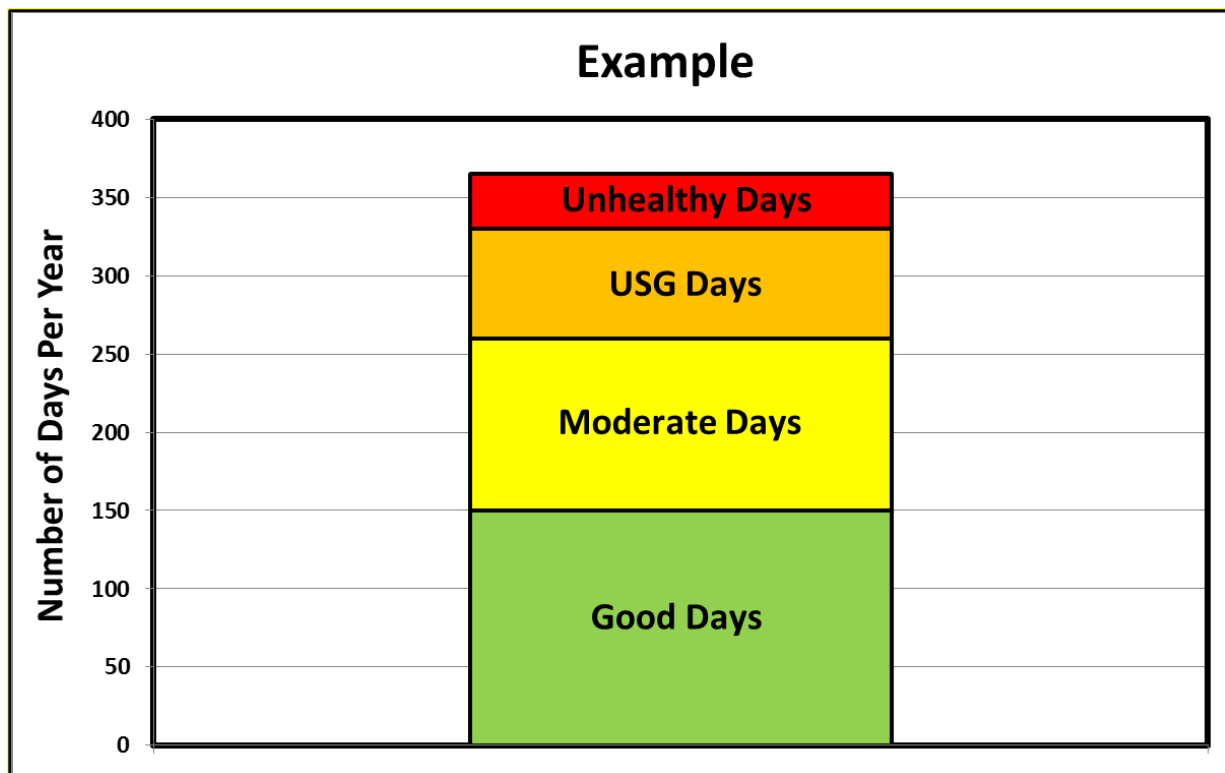 Example
Number of Days Per Year
400
350
300
250
200
150
100
50
0
Unhealthy Days
USG Days
Moderate Days
Good Days